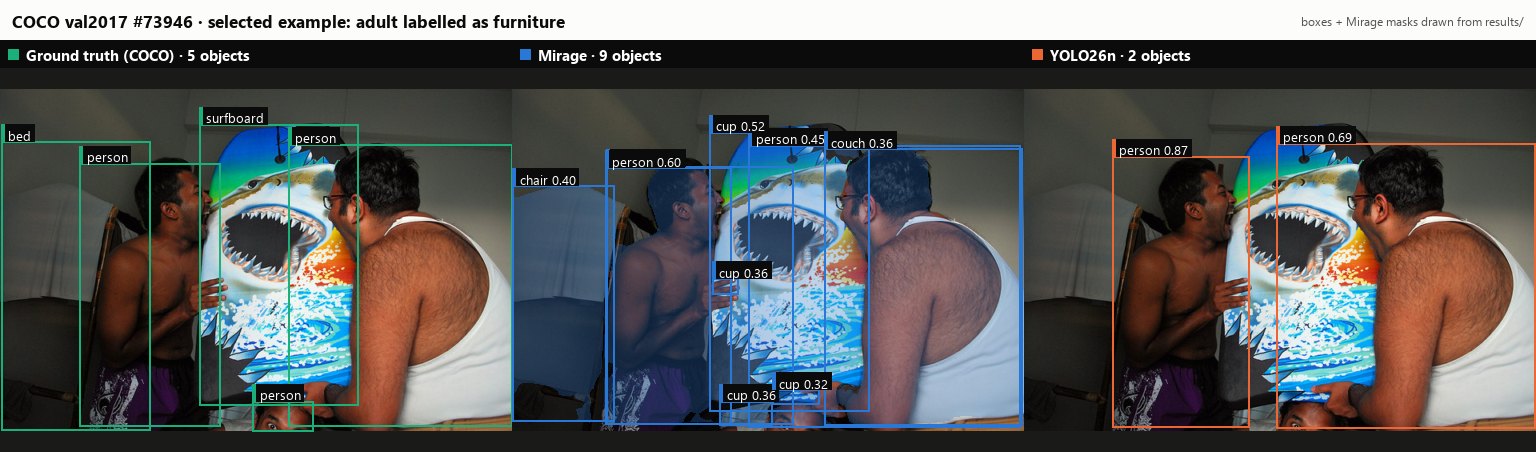 COCO val2017 #73946 · selected example: adult labelled as furniture
boxes + Mirage masks drawn from results/
Ground truth (COCO) · 5 objects
Mirage · 9 objects
YOLO26n · 2 objects
bed
person
surfboard
person
person
chair 0.40
person 0.60
cup 0.52
person 0.45
couch 0.36
cup 0.36
cup 0.36
cup 0.32
person 0.87
person 0.69